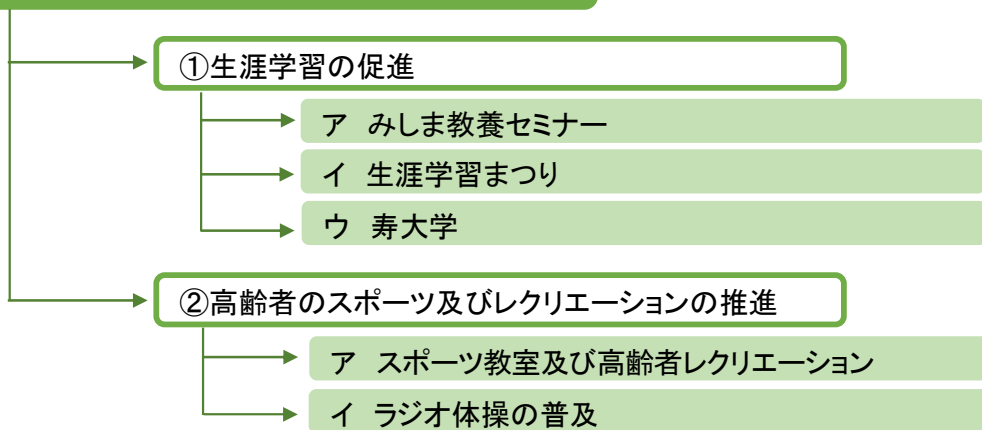 ①生涯学習の促進
ア みしま教養セミナー
イ 生涯学習まつり
ウ 寿大学
②高齢者のスポーツ及びレクリエーションの推進
ア スポーツ教室及び高齢者レクリエーション
イ ラジオ体操の普及